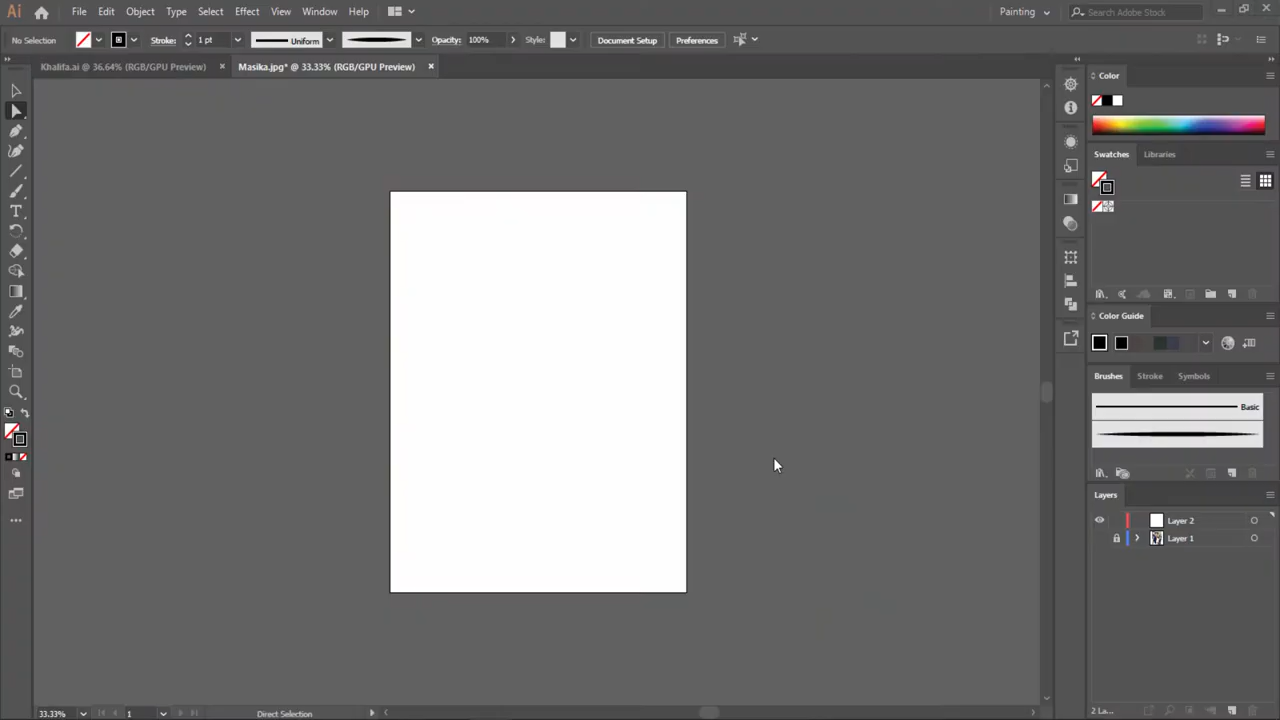 Ai File Edit Object Type Select Effect View Window Help Painting Search Adobe Stock
No Selection Stroke: 1 pt Uniform Opacity: 100% Style: Document Setup Preferences
Khalifa.ai @ 36.64% (RGB/GPU Preview) × Masika.jpg* @ 33.33% (RGB/GPU Preview) ×
Color
Swatches Libraries
Color Guide
Brushes Stroke Symbols
Basic
Layers
Layer 2
Layer 1
33.33% 1 Direct Selection 2 La...